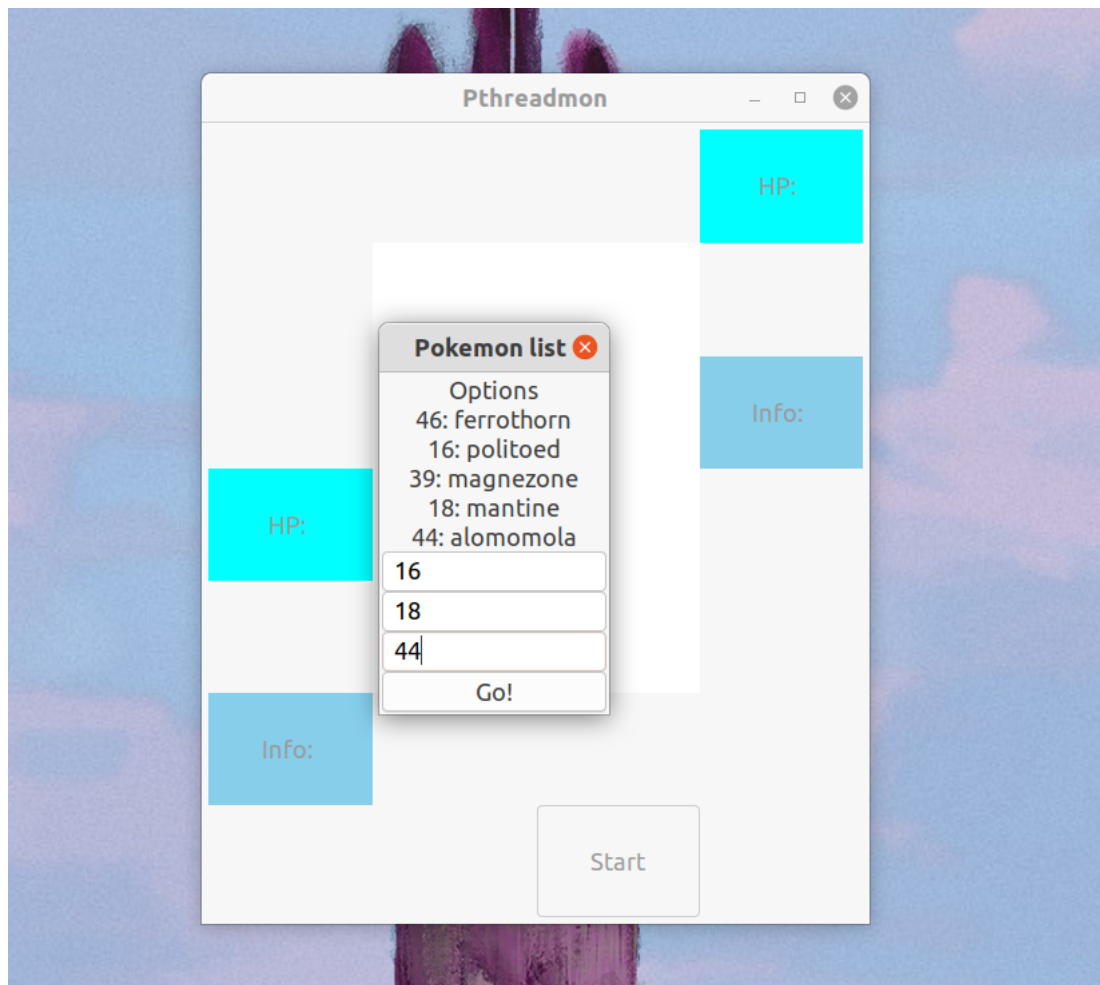 Pthreadmon
HP:
Pokemon list
Options
46: ferrothorn
16: politoed
39: magnezone
18: mantine
44: alomomola
16
18
44
Go!
Info:
HP:
Info:
Start